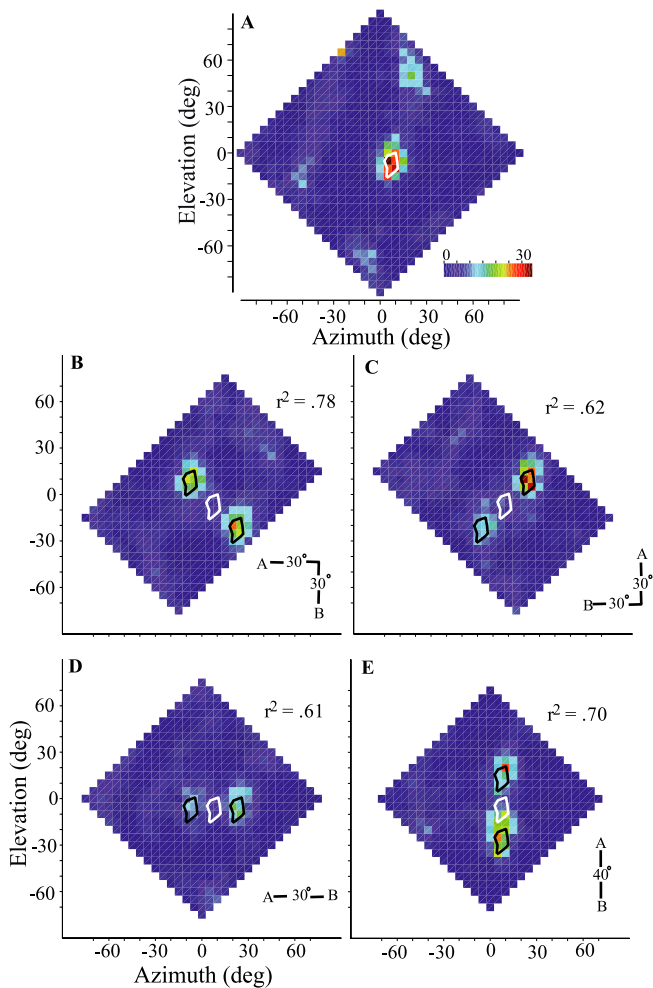 A
Elevation (deg)
60
30
0
-30
-60
0 30
-60 -30 0 30 60
Azimuth (deg)
B
r² = .78
60
30
0
-30
-60
A 30°
30°
B
C
r² = .62
A
30°
B 30°
D
r² = .61
Elevation (deg)
60
30
0
-30
-60
A 30° B
-60 -30 0 30 60
Azimuth (deg)
E
r² = .70
A
40°
B
-60 -30 0 30 60